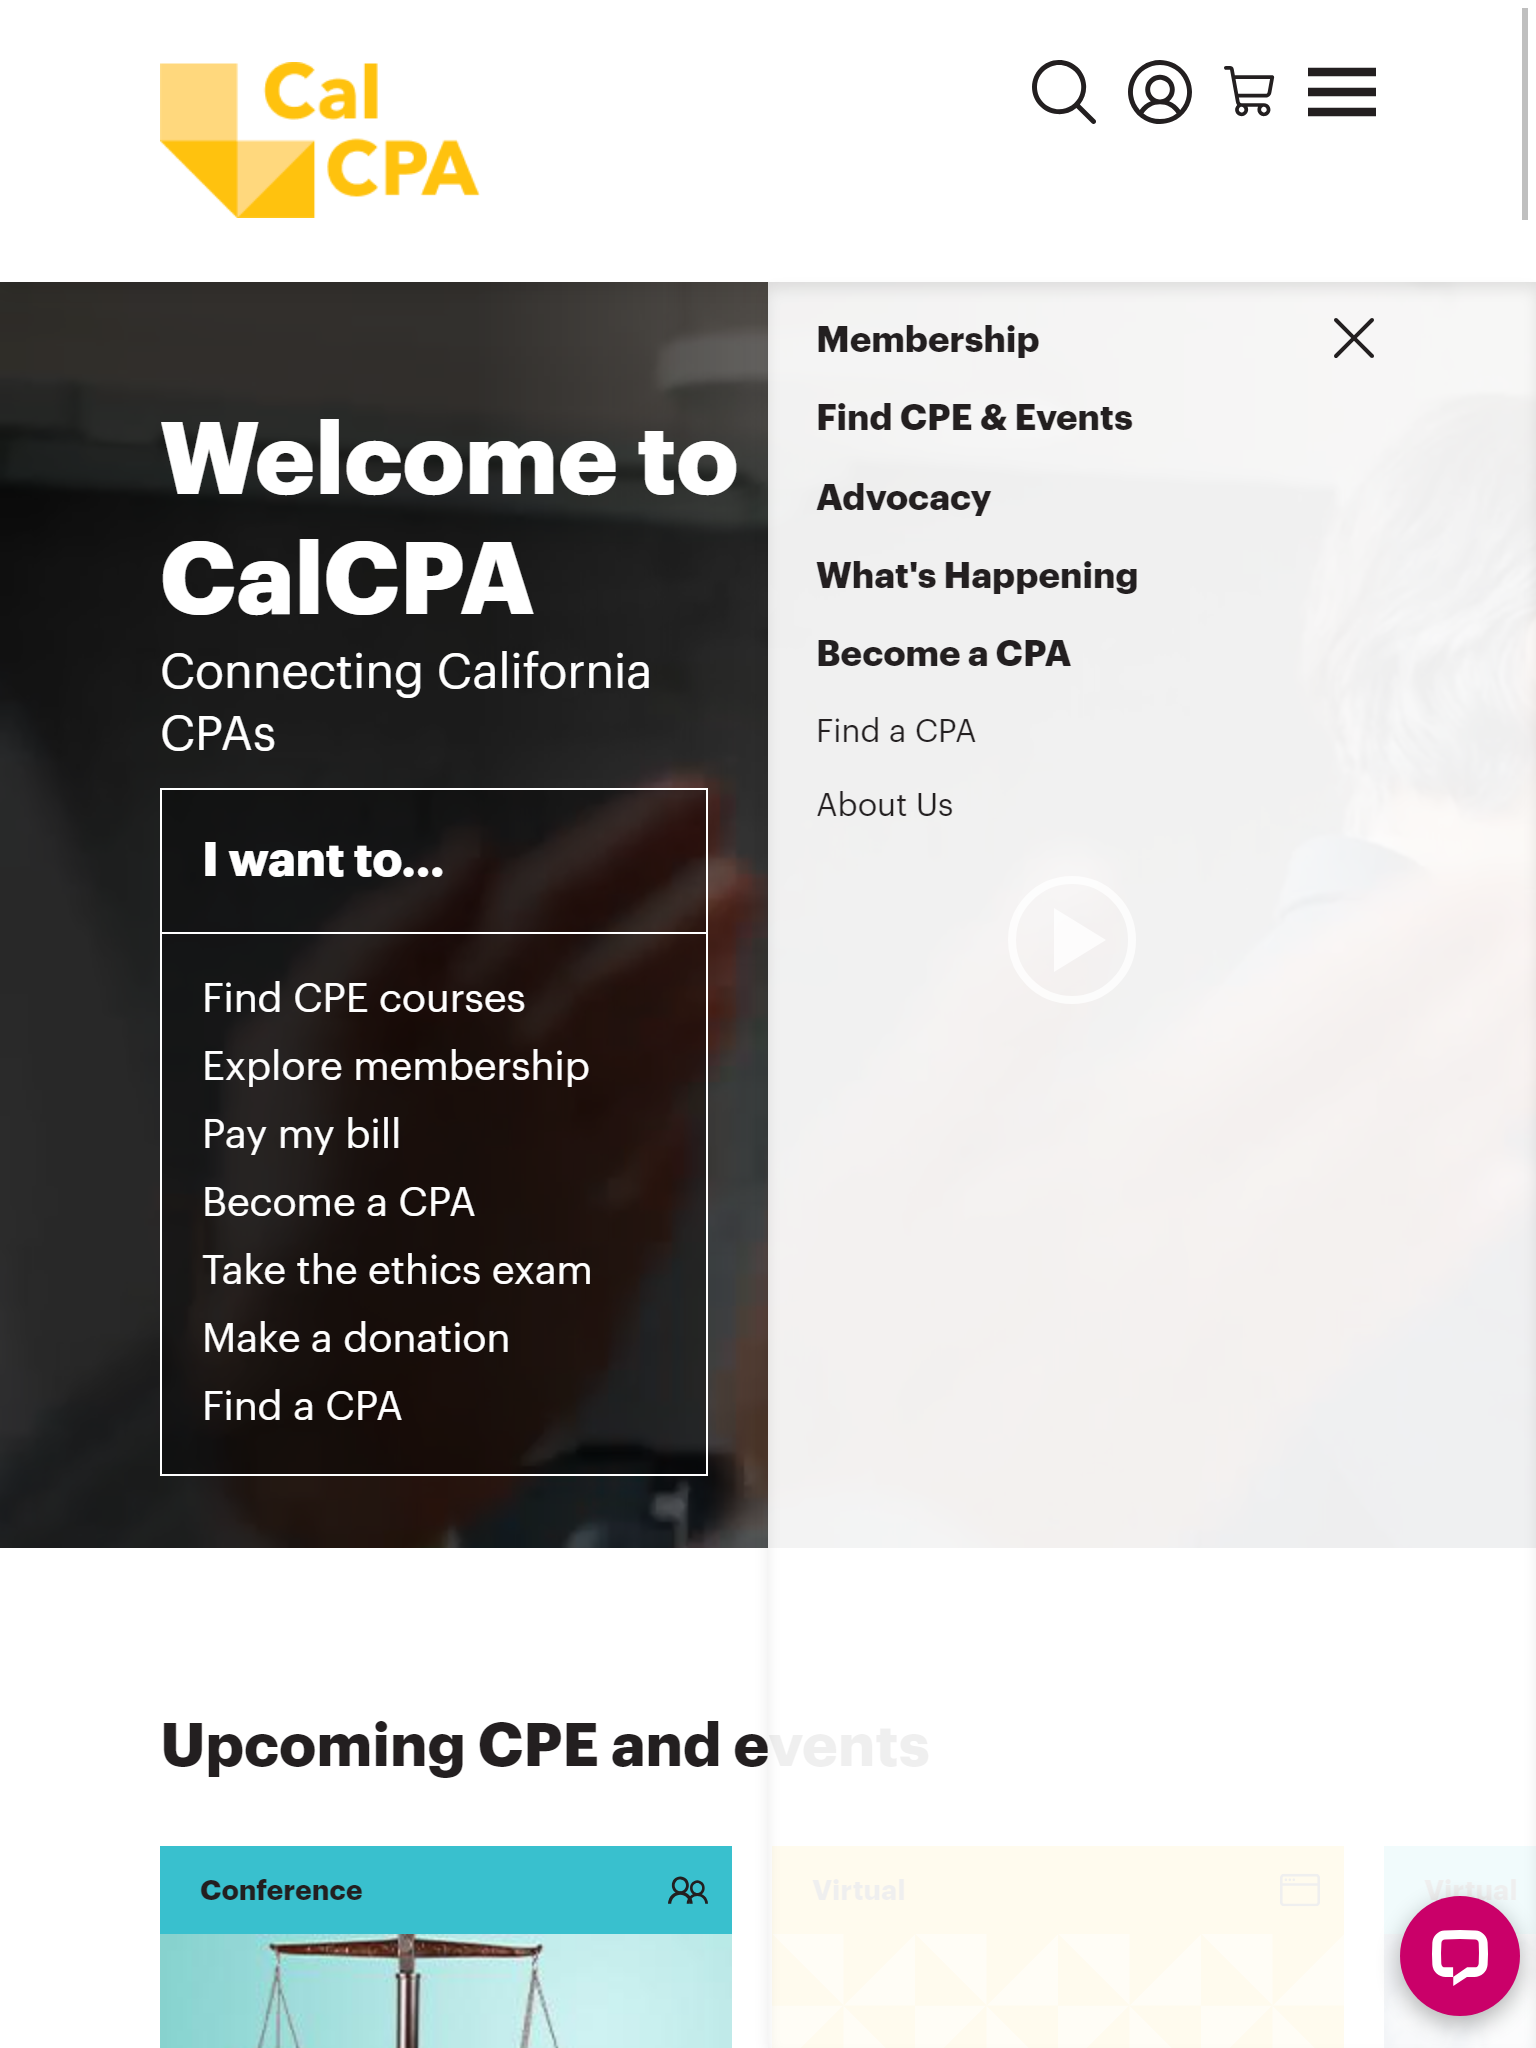 Cal
CPA
Membership
Find CPE & Events
Advocacy
What's Happening
Become a CPA
Find a CPA
About Us
Welcome to
CalCPA
Connecting California
CPAs
I want to...
Find CPE courses
Explore membership
Pay my bill
Become a CPA
Take the ethics exam
Make a donation
Find a CPA
Upcoming CPE and events
Conference
Virtual
Virtual